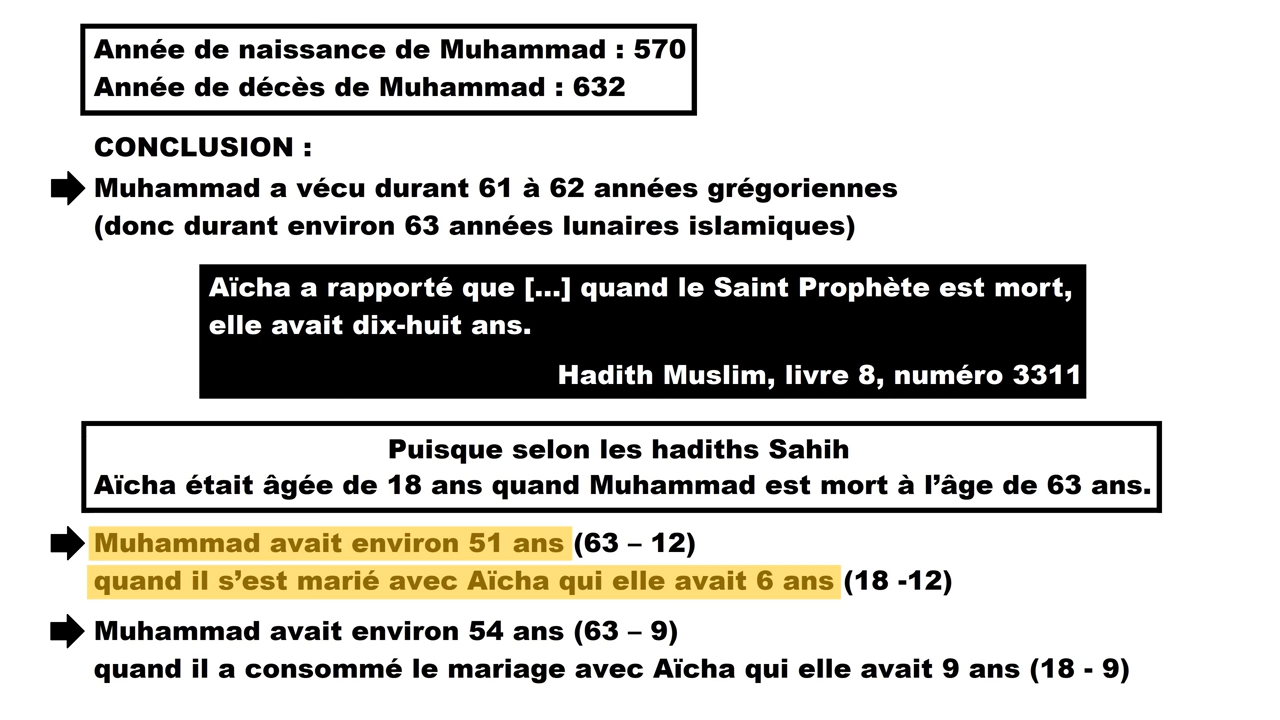 Année de naissance de Muhammad : 570
Année de décès de Muhammad : 632
CONCLUSION :
Muhammad a vécu durant 61 à 62 années grégoriennes
(donc durant environ 63 années lunaires islamiques)
Aïcha a rapporté que [...] quand le Saint Prophète est mort,
elle avait dix-huit ans.
Hadith Muslim, livre 8, numéro 3311
Puisque selon les hadiths Sahih
Aïcha était âgée de 18 ans quand Muhammad est mort à l’âge de 63 ans.
Muhammad avait environ 51 ans (63 – 12)
quand il s’est marié avec Aïcha qui elle avait 6 ans (18 -12)
Muhammad avait environ 54 ans (63 – 9)
quand il a consommé le mariage avec Aïcha qui elle avait 9 ans (18 - 9)